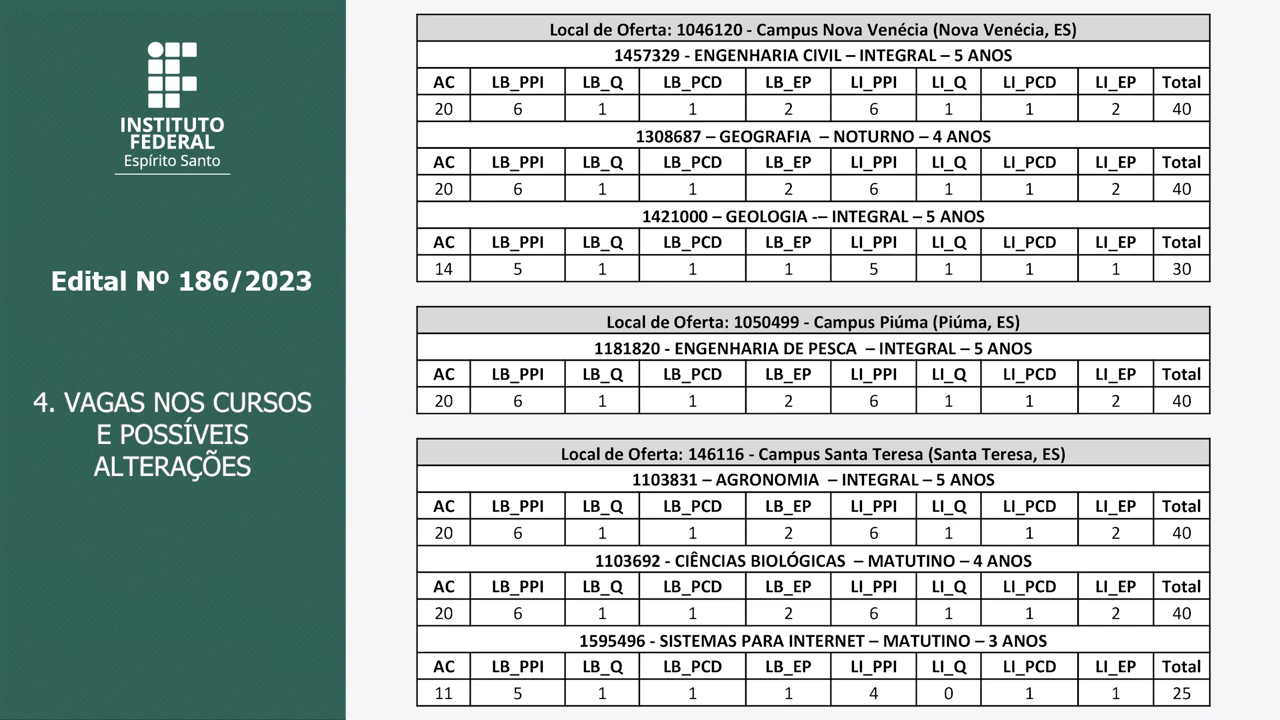 INSTITUTO
FEDERAL
Espírito Santo
Edital Nº 186/2023
4. VAGAS NOS CURSOS
E POSSÍVEIS
ALTERAÇÕES
Local de Oferta: 1046120 - Campus Nova Venécia (Nova Venécia, ES)
1457329 - ENGENHARIA CIVIL – INTEGRAL – 5 ANOS
AC LB_PPI LB_Q LB_PCD LB_EP LI_PPI LI_Q LI_PCD LI_EP Total
20 6 1 1 2 6 1 1 2 40
1308687 – GEOGRAFIA – NOTURNO – 4 ANOS
AC LB_PPI LB_Q LB_PCD LB_EP LI_PPI LI_Q LI_PCD LI_EP Total
20 6 1 1 2 6 1 1 2 40
1421000 – GEOLOGIA -– INTEGRAL – 5 ANOS
AC LB_PPI LB_Q LB_PCD LB_EP LI_PPI LI_Q LI_PCD LI_EP Total
14 5 1 1 1 5 1 1 1 30
Local de Oferta: 1050499 - Campus Piúma (Piúma, ES)
1181820 - ENGENHARIA DE PESCA – INTEGRAL – 5 ANOS
AC LB_PPI LB_Q LB_PCD LB_EP LI_PPI LI_Q LI_PCD LI_EP Total
20 6 1 1 2 6 1 1 2 40
Local de Oferta: 146116 - Campus Santa Teresa (Santa Teresa, ES)
1103831 – AGRONOMIA – INTEGRAL – 5 ANOS
AC LB_PPI LB_Q LB_PCD LB_EP LI_PPI LI_Q LI_PCD LI_EP Total
20 6 1 1 2 6 1 1 2 40
1103692 - CIÊNCIAS BIOLÓGICAS – MATUTINO – 4 ANOS
AC LB_PPI LB_Q LB_PCD LB_EP LI_PPI LI_Q LI_PCD LI_EP Total
20 6 1 1 2 6 1 1 2 40
1595496 - SISTEMAS PARA INTERNET – MATUTINO – 3 ANOS
AC LB_PPI LB_Q LB_PCD LB_EP LI_PPI LI_Q LI_PCD LI_EP Total
11 5 1 1 1 4 0 1 1 25